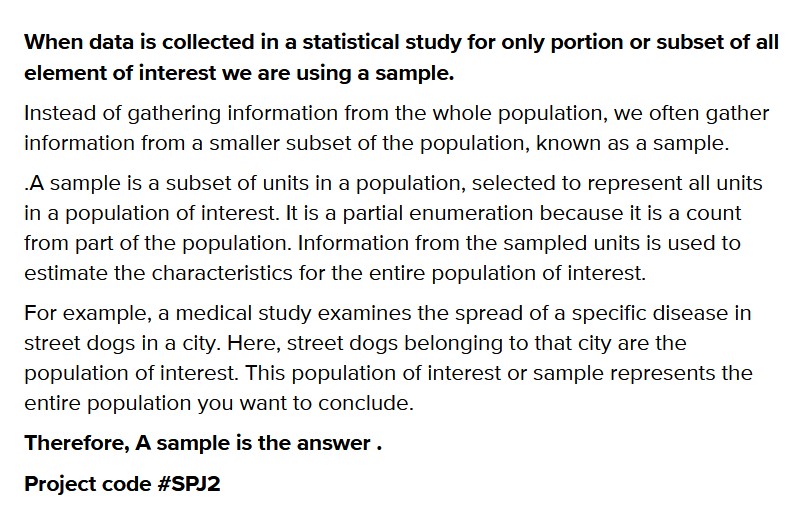 When data is collected in a statistical study for only portion or subset of all
element of interest we are using a sample.
Instead of gathering information from the whole population, we often gather
information from a smaller subset of the population, known as a sample.
.A sample is a subset of units in a population, selected to represent all units
in a population of interest. It is a partial enumeration because it is a count
from part of the population. Information from the sampled units is used to
estimate the characteristics for the entire population of interest.
For example, a medical study examines the spread of a specific disease in
street dogs in a city. Here, street dogs belonging to that city are the
population of interest. This population of interest or sample represents the
entire population you want to conclude.
Therefore, A sample is the answer .
Project code #SPJ2